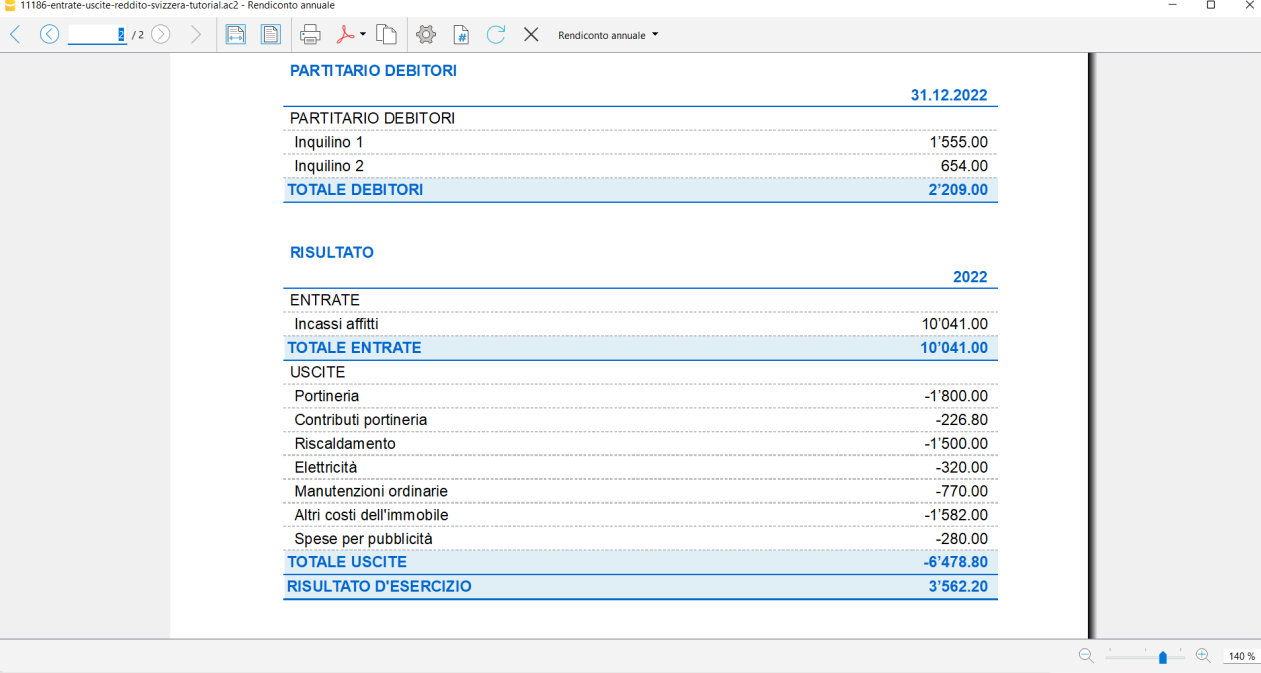 11186-entrate-uscite-reddito-svizzera-tutorial.ac2 - Rendiconto annuale
2 / 2 # Rendiconto annuale
PARTITARIO DEBITORI
31.12.2022
PARTITARIO DEBITORI
Inquilino 1 1’555.00
Inquilino 2 654.00
TOTALE DEBITORI 2’209.00
RISULTATO
2022
ENTRATE
Incassi affitti 10’041.00
TOTALE ENTRATE 10’041.00
USCITE
Portineria -1’800.00
Contributi portineria -226.80
Riscaldamento -1’500.00
Elettricità -320.00
Manutenzioni ordinarie -770.00
Altri costi dell'immobile -1’582.00
Spese per pubblicità -280.00
TOTALE USCITE -6’478.80
RISULTATO D'ESERCIZIO 3’562.20
140 %